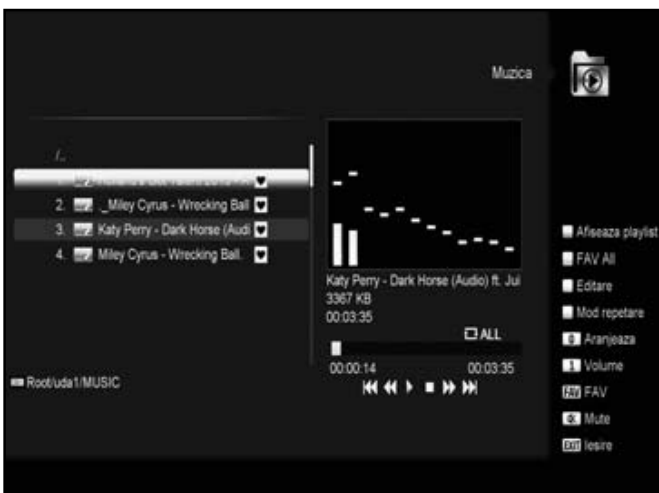 Muzica
/..
1.
2. _Miley Cyrus - Wrecking Ball
3. Katy Perry - Dark Horse (Audi
4. Miley Cyrus - Wrecking Ball.
Katy Perry - Dark Horse (Audio) ft. Jui
3367 KB
00:03:35
ALL
00:00:14 00:03:35
Root/uda1/MUSIC
Afiseaza playlist
FAV All
Editare
Mod repetare
0 Aranjeaza
1 Volume
FAV FAV
OK Mute
EXIT Iesire